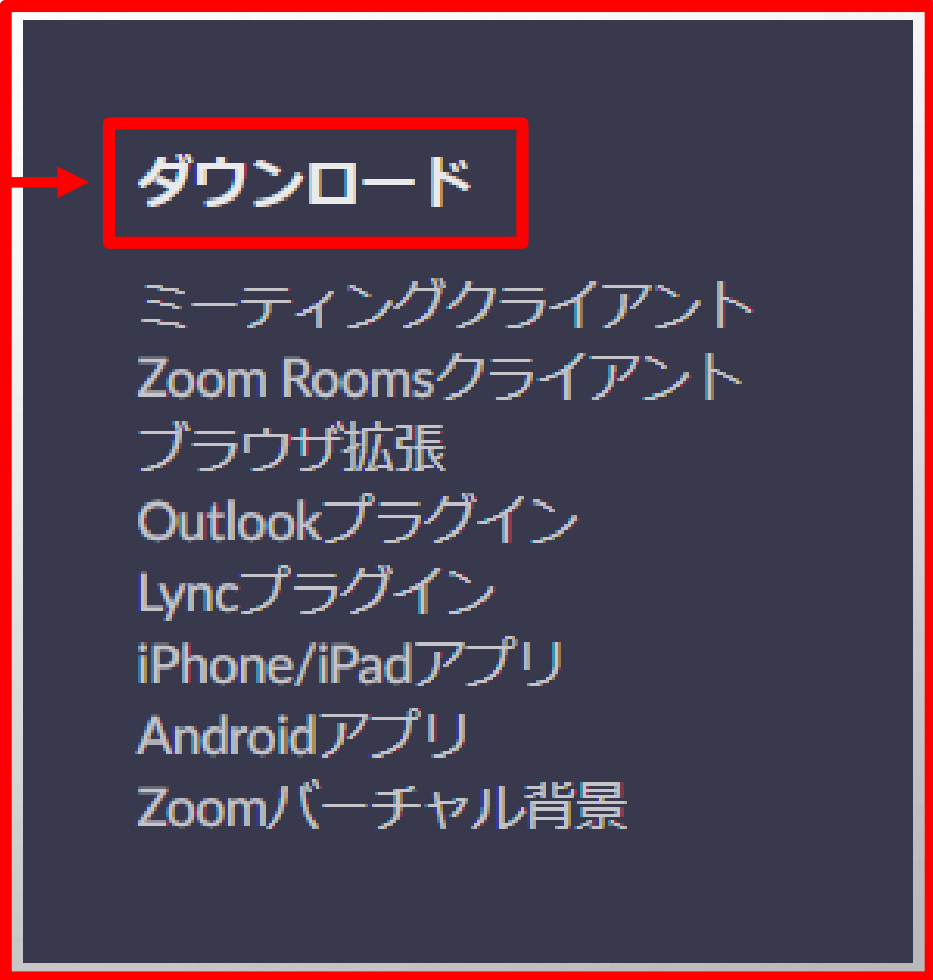 ダウンロード
ミーティングクライアント
Zoom Roomsクライアント
ブラウザ拡張
Outlookプラグイン
Lyncプラグイン
iPhone/iPadアプリ
Androidアプリ
Zoomバーチャル背景